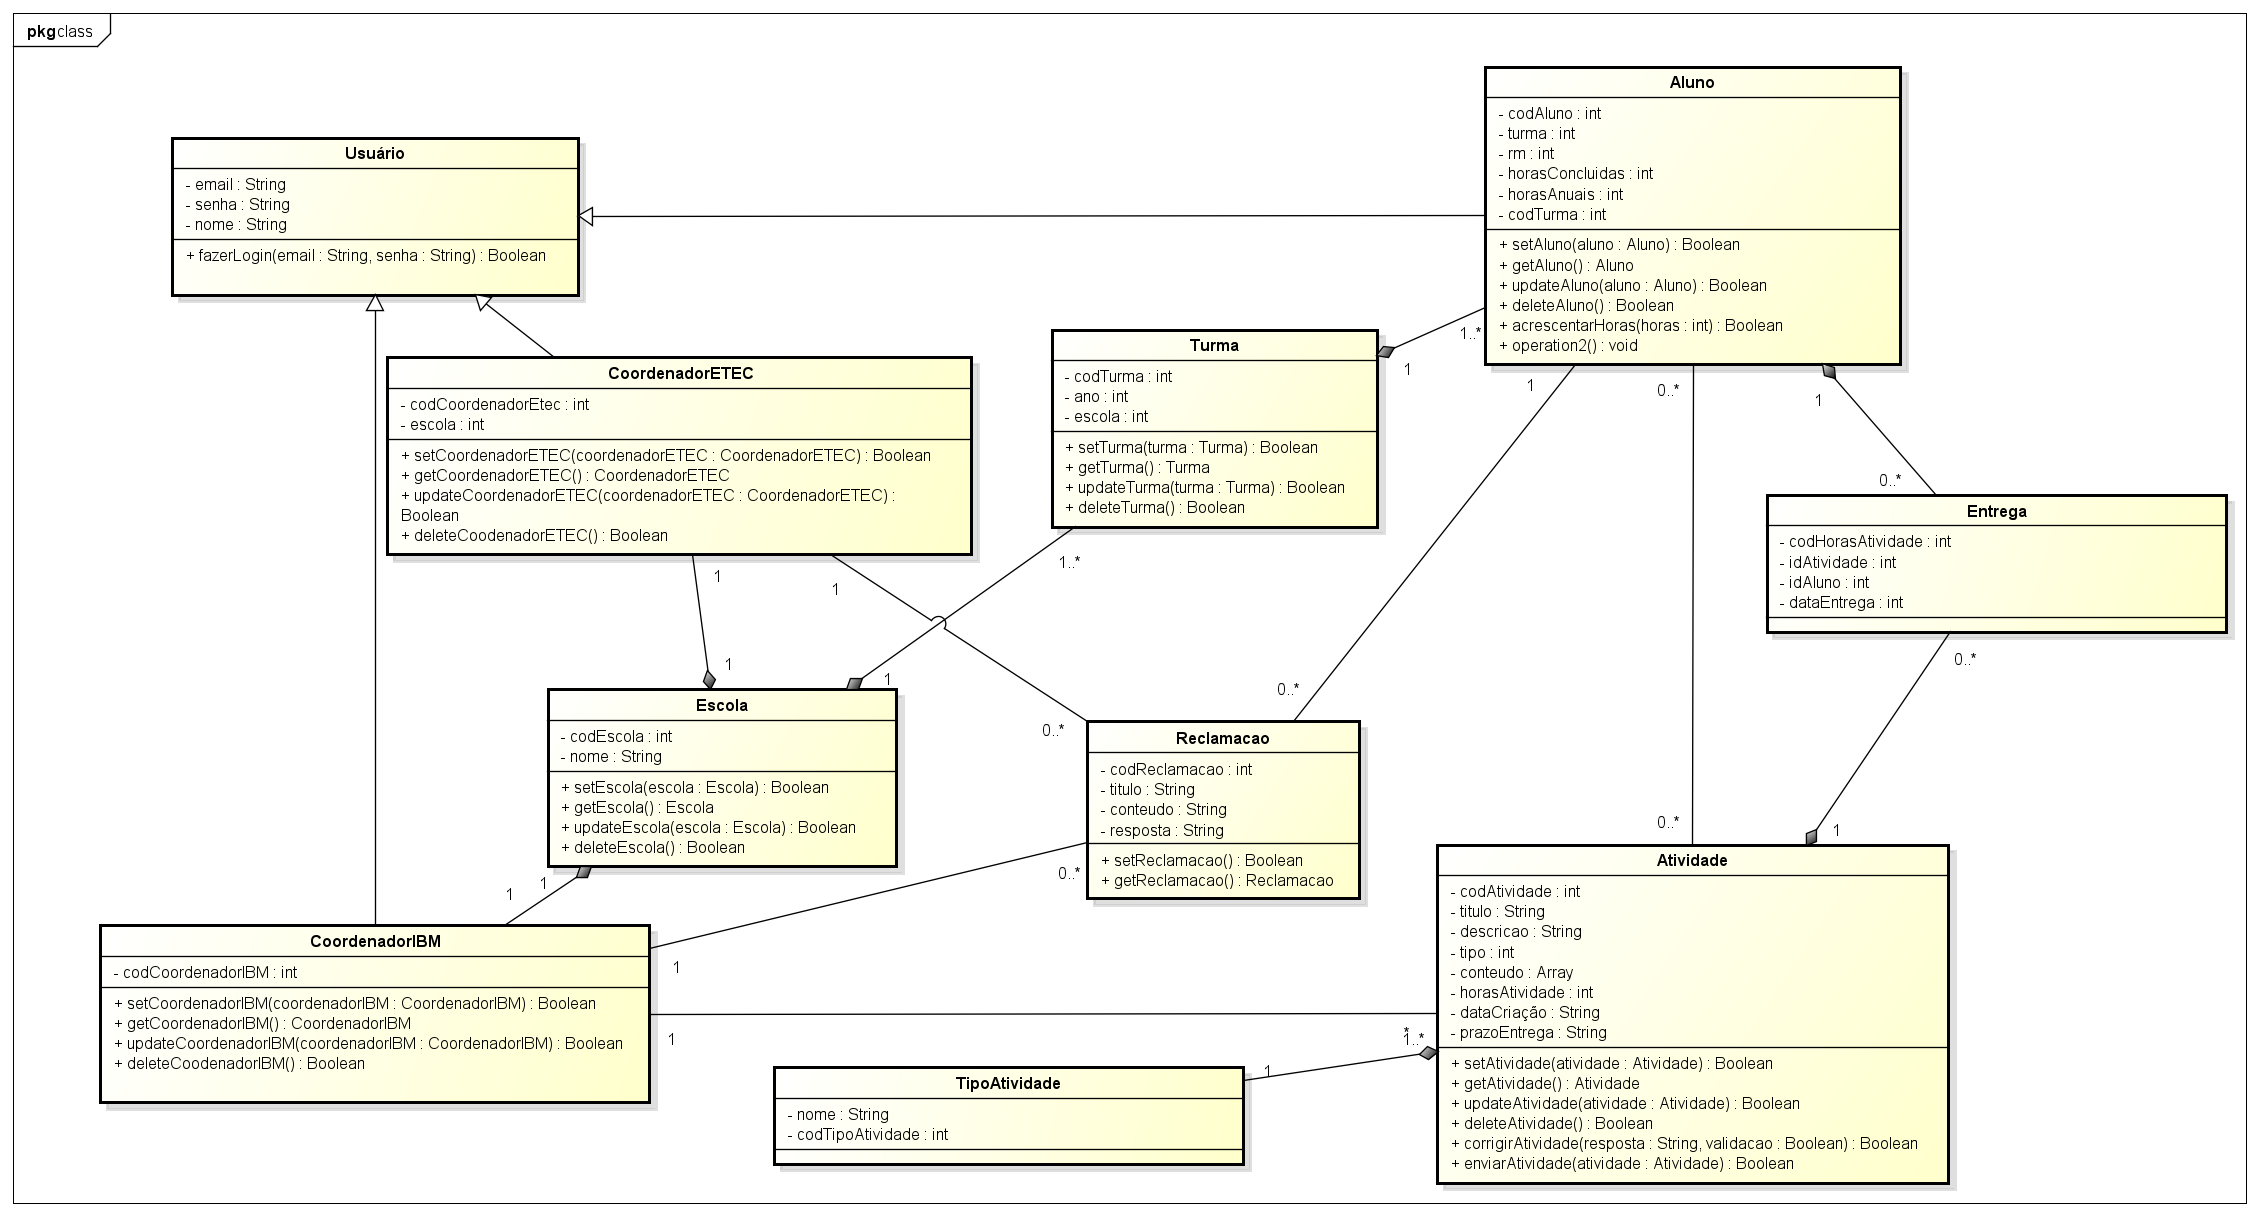 pkg class
Aluno
- codAluno : int
- turma : int
- rm : int
- horasConcluidas : int
- horasAnuais : int
- codTurma : int
+ setAluno(aluno : Aluno) : Boolean
+ getAluno() : Aluno
+ updateAluno(aluno : Aluno) : Boolean
+ deleteAluno() : Boolean
+ acrescentarHoras(horas : int) : Boolean
+ operation2() : void
Usuário
- email : String
- senha : String
- nome : String
+ fazerLogin(email : String, senha : String) : Boolean
CoordenadorETEC
- codCoordenadorEtec : int
- escola : int
+ setCoordenadorETEC(coordenadorETEC : CoordenadorETEC) : Boolean
+ getCoordenadorETEC() : CoordenadorETEC
+ updateCoordenadorETEC(coordenadorETEC : CoordenadorETEC) :
Boolean
+ deleteCoodenadorETEC() : Boolean
Turma
- codTurma : int
- ano : int
- escola : int
+ setTurma(turma : Turma) : Boolean
+ getTurma() : Turma
+ updateTurma(turma : Turma) : Boolean
+ deleteTurma() : Boolean
1..*
1
1
0..*
1
0..*
Entrega
- codHorasAtividade : int
- idAtividade : int
- idAluno : int
- dataEntrega : int
1
1
1..*
1
1
0..*
0..*
0..*
Escola
- codEscola : int
- nome : String
+ setEscola(escola : Escola) : Boolean
+ getEscola() : Escola
+ updateEscola(escola : Escola) : Boolean
+ deleteEscola() : Boolean
Reclamacao
- codReclamacao : int
- titulo : String
- conteudo : String
- resposta : String
+ setReclamacao() : Boolean
+ getReclamacao() : Reclamacao
0..*
1
1
1
0..*
1
CoordenadorIBM
- codCoordenadorIBM : int
+ setCoordenadorIBM(coordenadorIBM : CoordenadorIBM) : Boolean
+ getCoordenadorIBM() : CoordenadorIBM
+ updateCoordenadorIBM(coordenadorIBM : CoordenadorIBM) : Boolean
+ deleteCoodenadorIBM() : Boolean
Atividade
- codAtividade : int
- titulo : String
- descricao : String
- tipo : int
- conteudo : Array
- horasAtividade : int
- dataCriação : String
- prazoEntrega : String
+ setAtividade(atividade : Atividade) : Boolean
+ getAtividade() : Atividade
+ updateAtividade(atividade : Atividade) : Boolean
+ deleteAtividade() : Boolean
+ corrigirAtividade(resposta : String, validacao : Boolean) : Boolean
+ enviarAtividade(atividade : Atividade) : Boolean
1
*
1..*
1
TipoAtividade
- nome : String
- codTipoAtividade : int